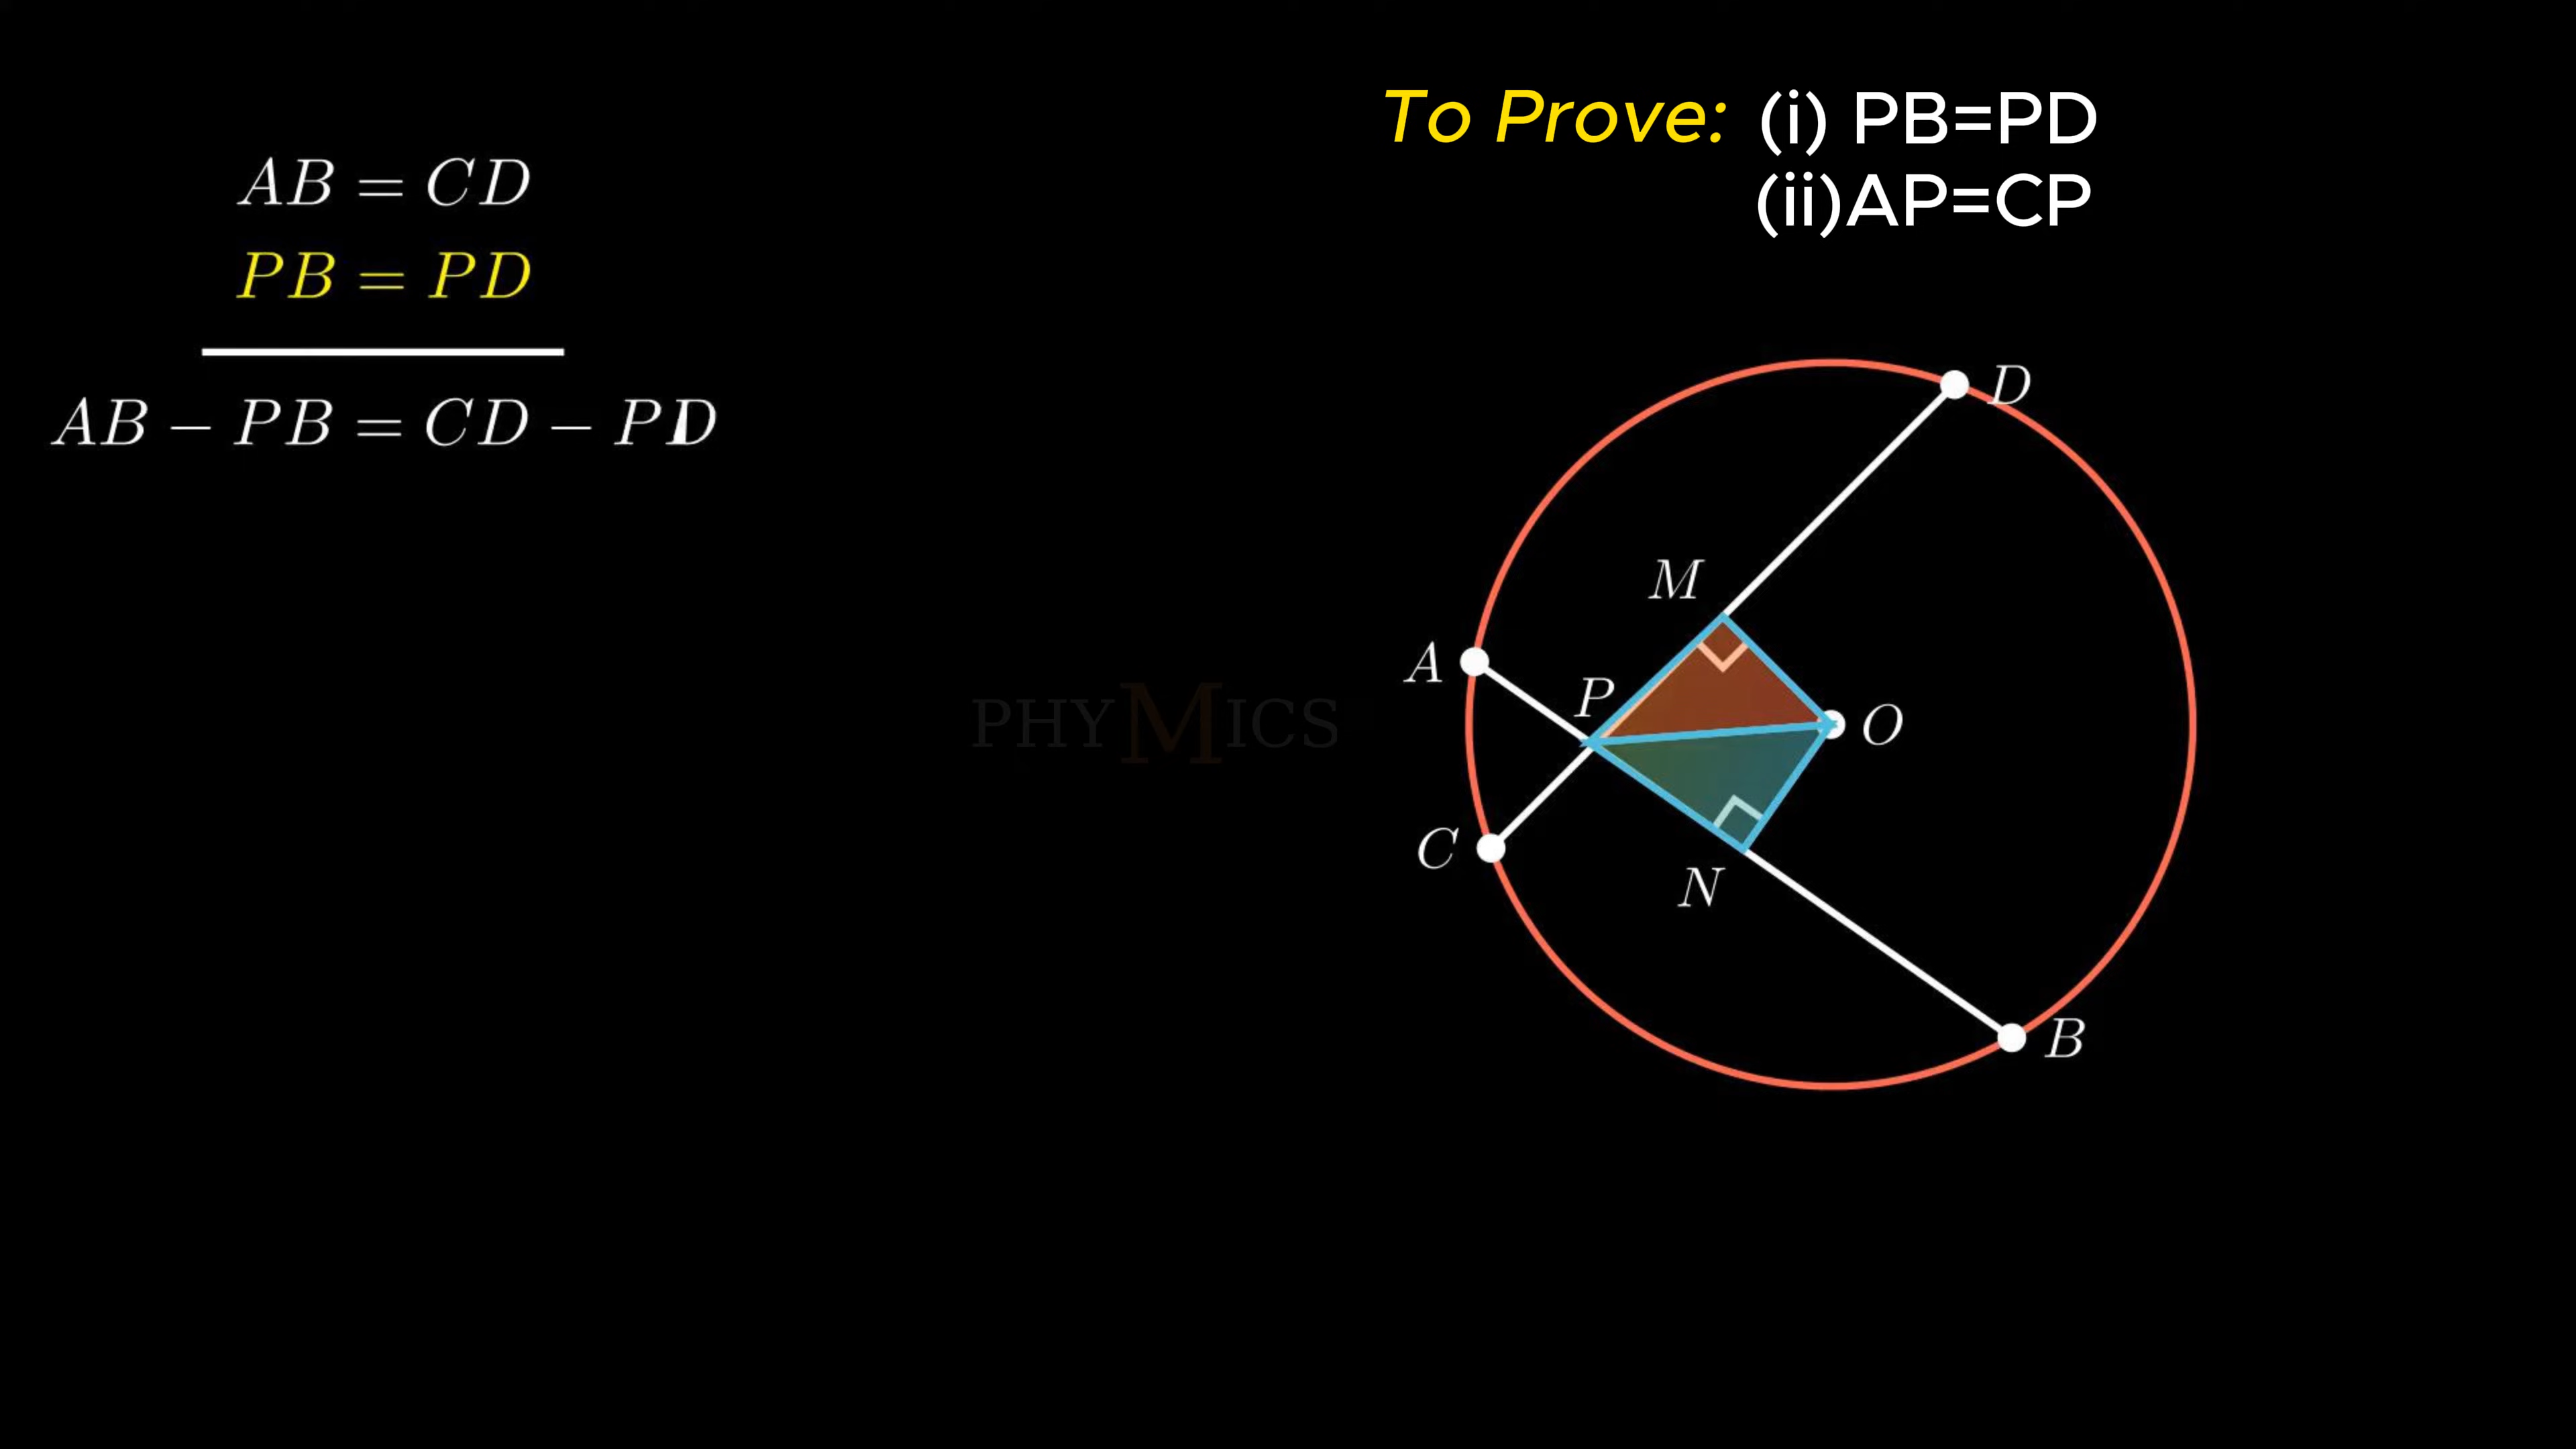 To Prove: (i) PB=PD
(ii)AP=CP
AB = CD
PB = PD
AB − PB = CD − PD
D
M
A
P
O
PHYMICS
C
N
B